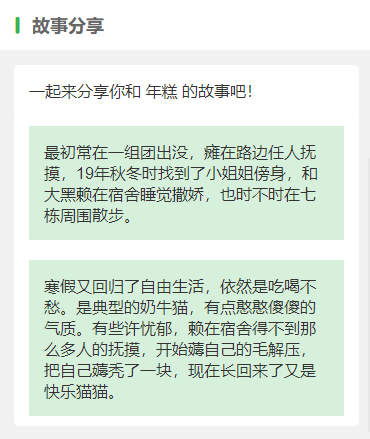 故事分享
一起来分享你和 年糕 的故事吧！
最初常在一组团出没，瘫在路边任人抚
摸，19年秋冬时找到了小姐姐傍身，和
大黑赖在宿舍睡觉撒娇，也时不时在七
栋周围散步。
寒假又回归了自由生活，依然是吃喝不
愁。是典型的奶牛猫，有点憨憨傻傻的
气质。有些许忧郁，赖在宿舍得不到那
么多人的抚摸，开始薅自己的毛解压，
把自己薅秃了一块，现在长回来了又是
快乐猫猫。